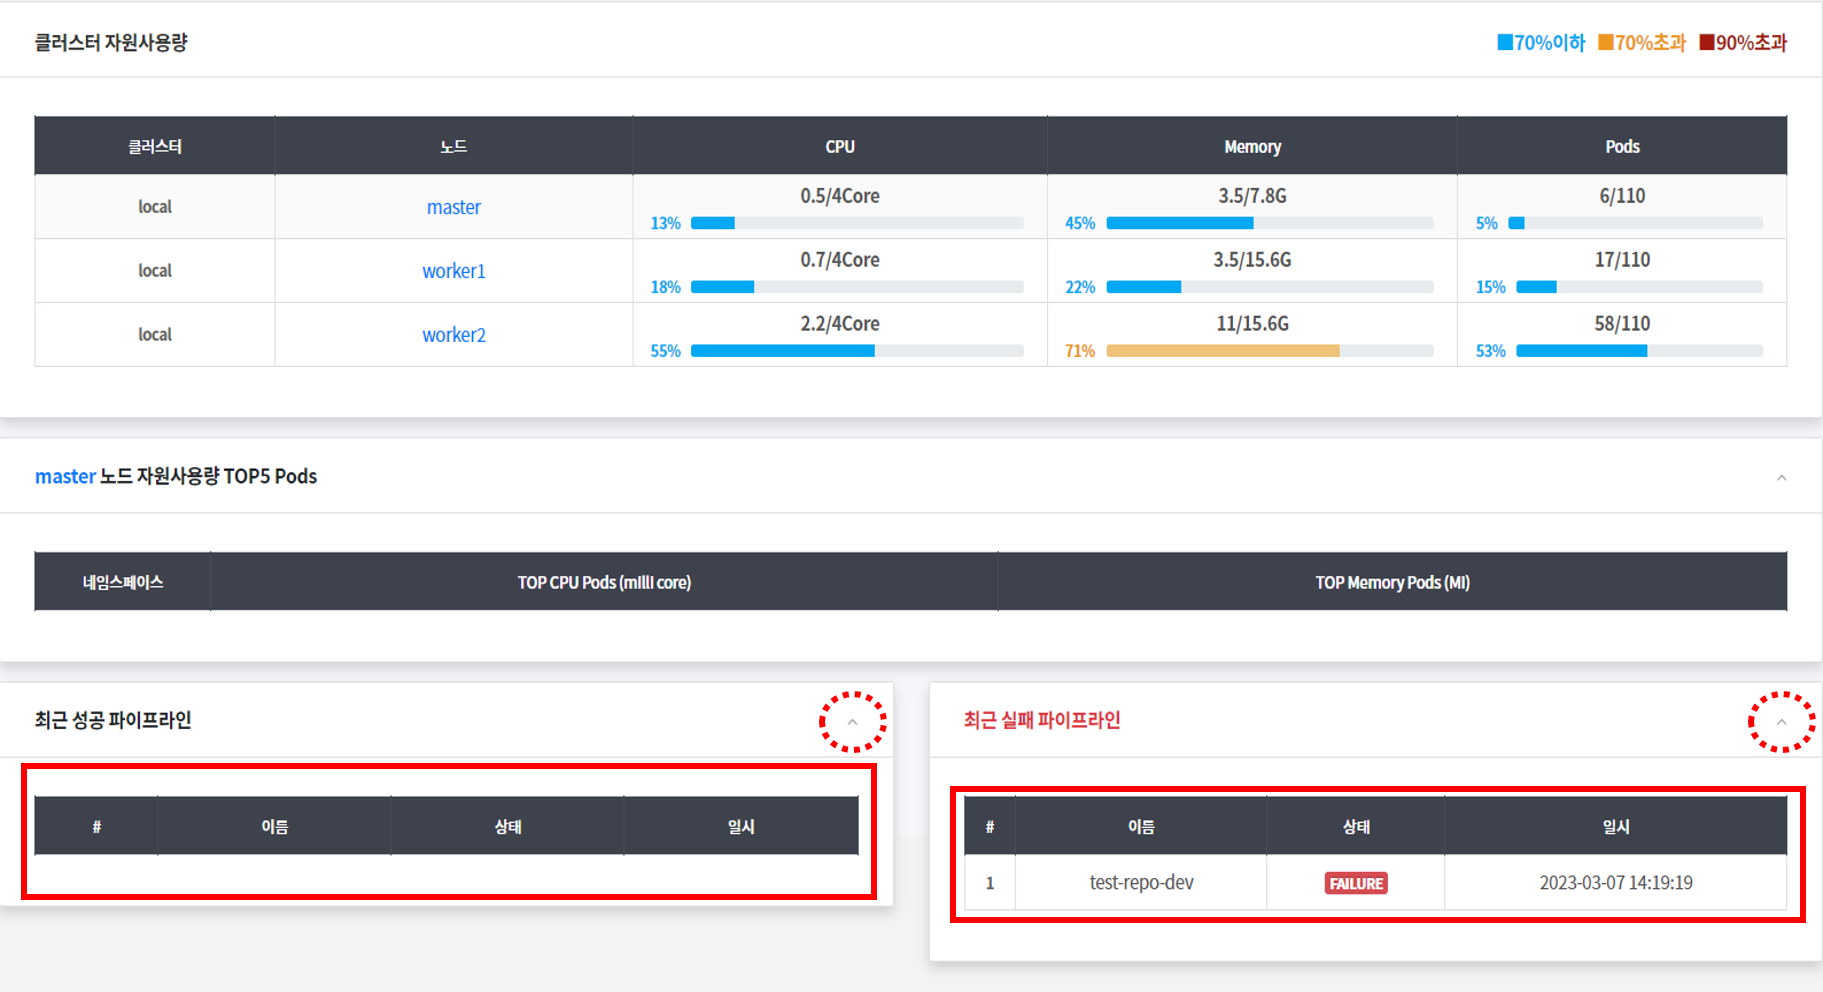 클러스터 자원사용량
70%이하 70%초과 90%초과
클러스터 노드 CPU Memory Pods
local master 0.5/4Core 13% 3.5/7.8G 45% 6/110 5%
local worker1 0.7/4Core 18% 3.5/15.6G 22% 17/110 15%
local worker2 2.2/4Core 55% 11/15.6G 71% 58/110 53%
master 노드 자원사용량 TOP5 Pods
네임스페이스 TOP CPU Pods (mIllI core) TOP Memory Pods (MI)
최근 성공 파이프라인
# 이름 상태 일시
최근 실패 파이프라인
# 이름 상태 일시
1 test-repo-dev FAILURE 2023-03-07 14:19:19